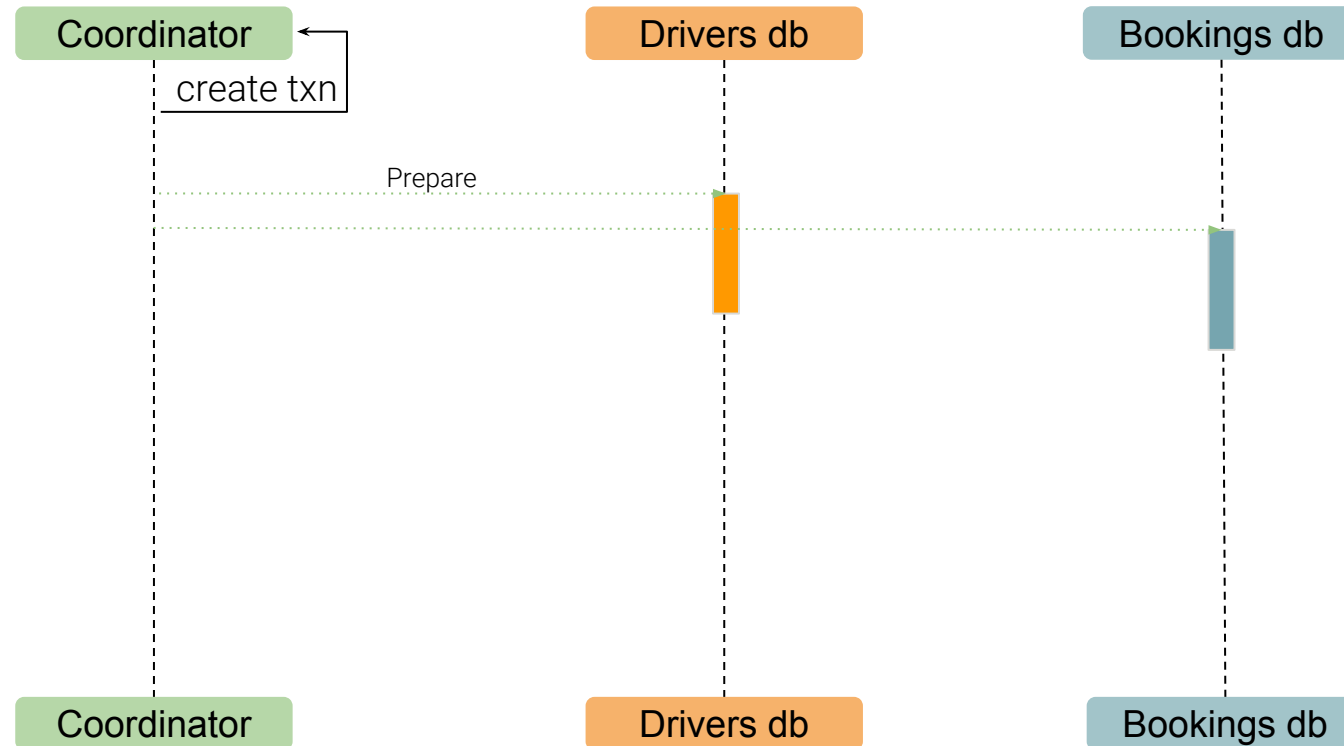 Coordinator
Drivers db
Bookings db
create txn
Prepare
Coordinator
Drivers db
Bookings db